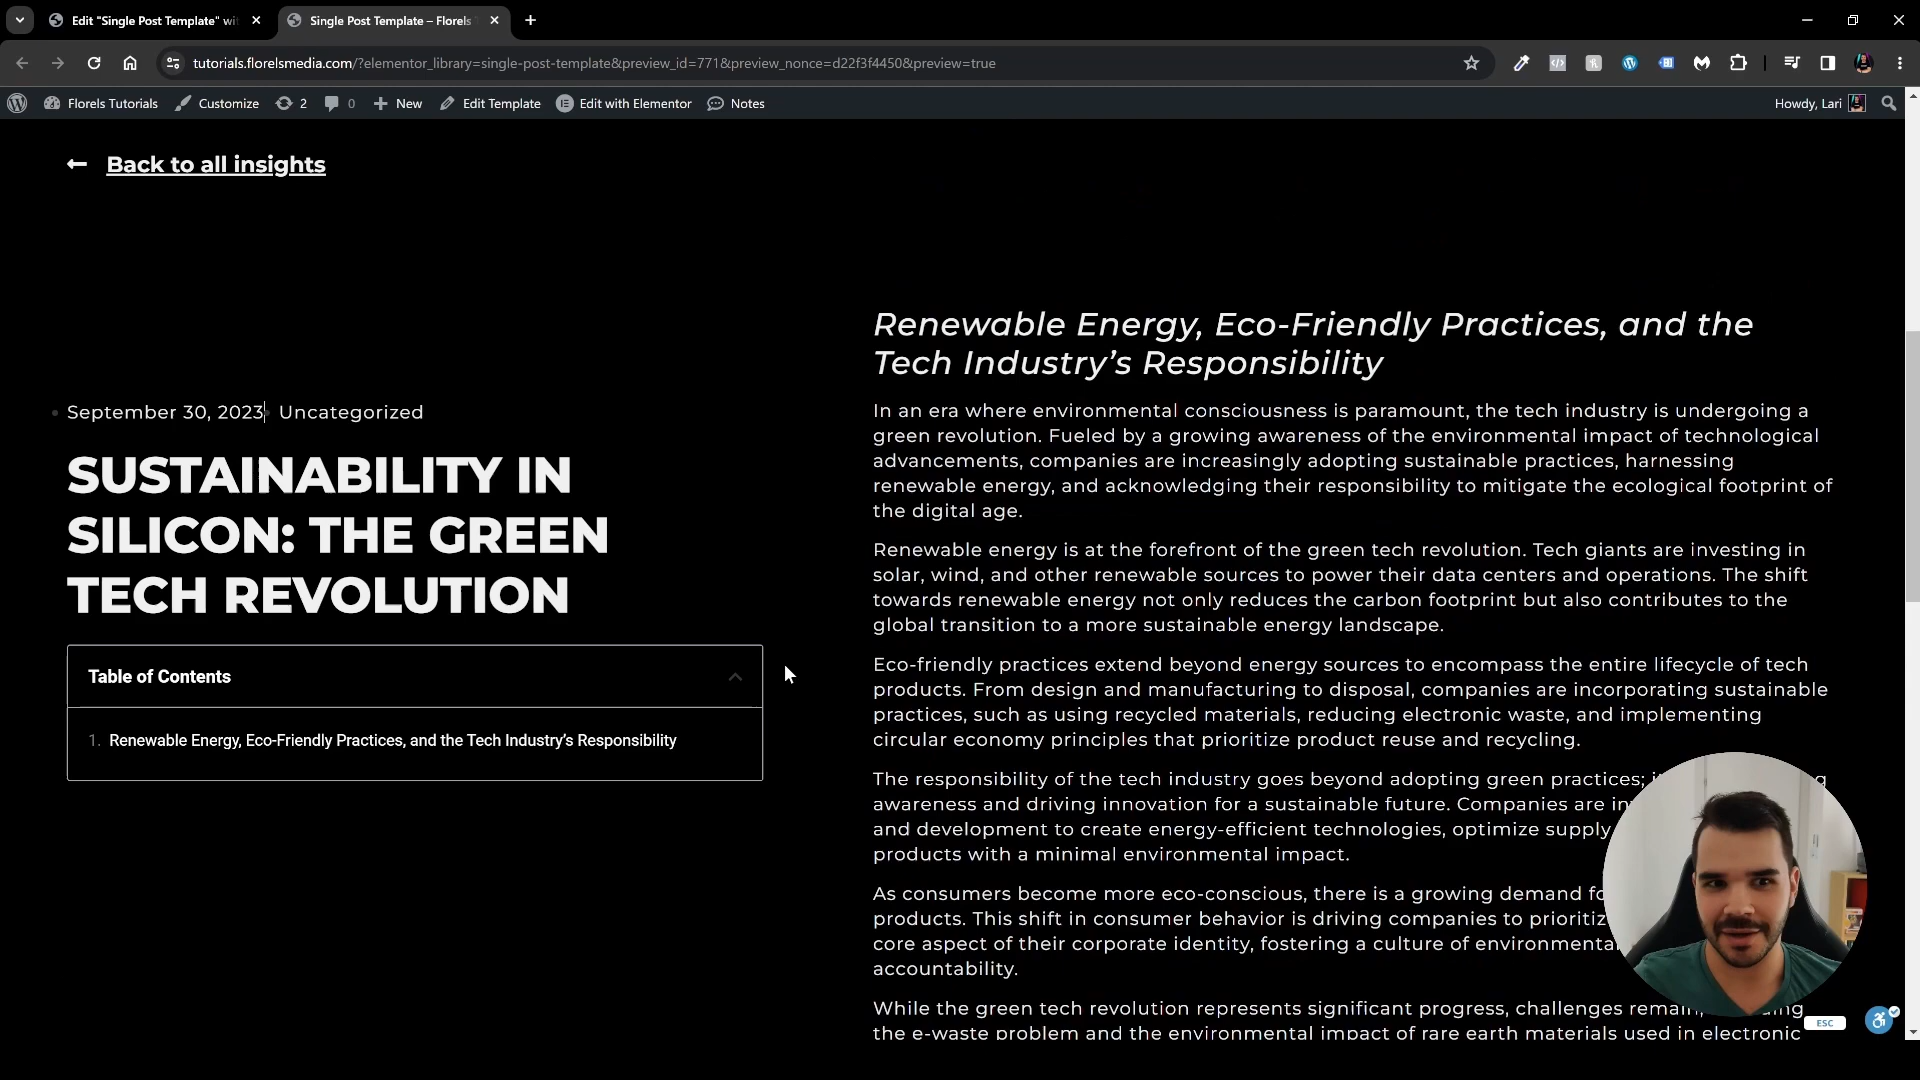 Edit "Single Post Template" wi
Single Post Template – Florels
tutorials.florelsmedia.com/?elementor_library=single-post-template&preview_id=771&preview_nonce=d22f3f4450&preview=true
Florels Tutorials Customize 2 0 New Edit Template Edit with Elementor Notes Howdy, Lari
Back to all insights
September 30, 2023 Uncategorized
SUSTAINABILITY IN
SILICON: THE GREEN
TECH REVOLUTION
Table of Contents
1. Renewable Energy, Eco-Friendly Practices, and the Tech Industry’s Responsibility
Renewable Energy, Eco-Friendly Practices, and the
Tech Industry’s Responsibility
In an era where environmental consciousness is paramount, the tech industry is undergoing a
green revolution. Fueled by a growing awareness of the environmental impact of technological
advancements, companies are increasingly adopting sustainable practices, harnessing
renewable energy, and acknowledging their responsibility to mitigate the ecological footprint of
the digital age.
Renewable energy is at the forefront of the green tech revolution. Tech giants are investing in
solar, wind, and other renewable sources to power their data centers and operations. The shift
towards renewable energy not only reduces the carbon footprint but also contributes to the
global transition to a more sustainable energy landscape.
Eco-friendly practices extend beyond energy sources to encompass the entire lifecycle of tech
products. From design and manufacturing to disposal, companies are incorporating sustainable
practices, such as using recycled materials, reducing electronic waste, and implementing
circular economy principles that prioritize product reuse and recycling.
The responsibility of the tech industry goes beyond adopting green practices;
awareness and driving innovation for a sustainable future. Companies are in
and development to create energy-efficient technologies, optimize supply
products with a minimal environmental impact.
As consumers become more eco-conscious, there is a growing demand fo
products. This shift in consumer behavior is driving companies to prioritiz
core aspect of their corporate identity, fostering a culture of environmenta
accountability.
While the green tech revolution represents significant progress, challenges remain,
the e-waste problem and the environmental impact of rare earth materials used in electronic
ESC